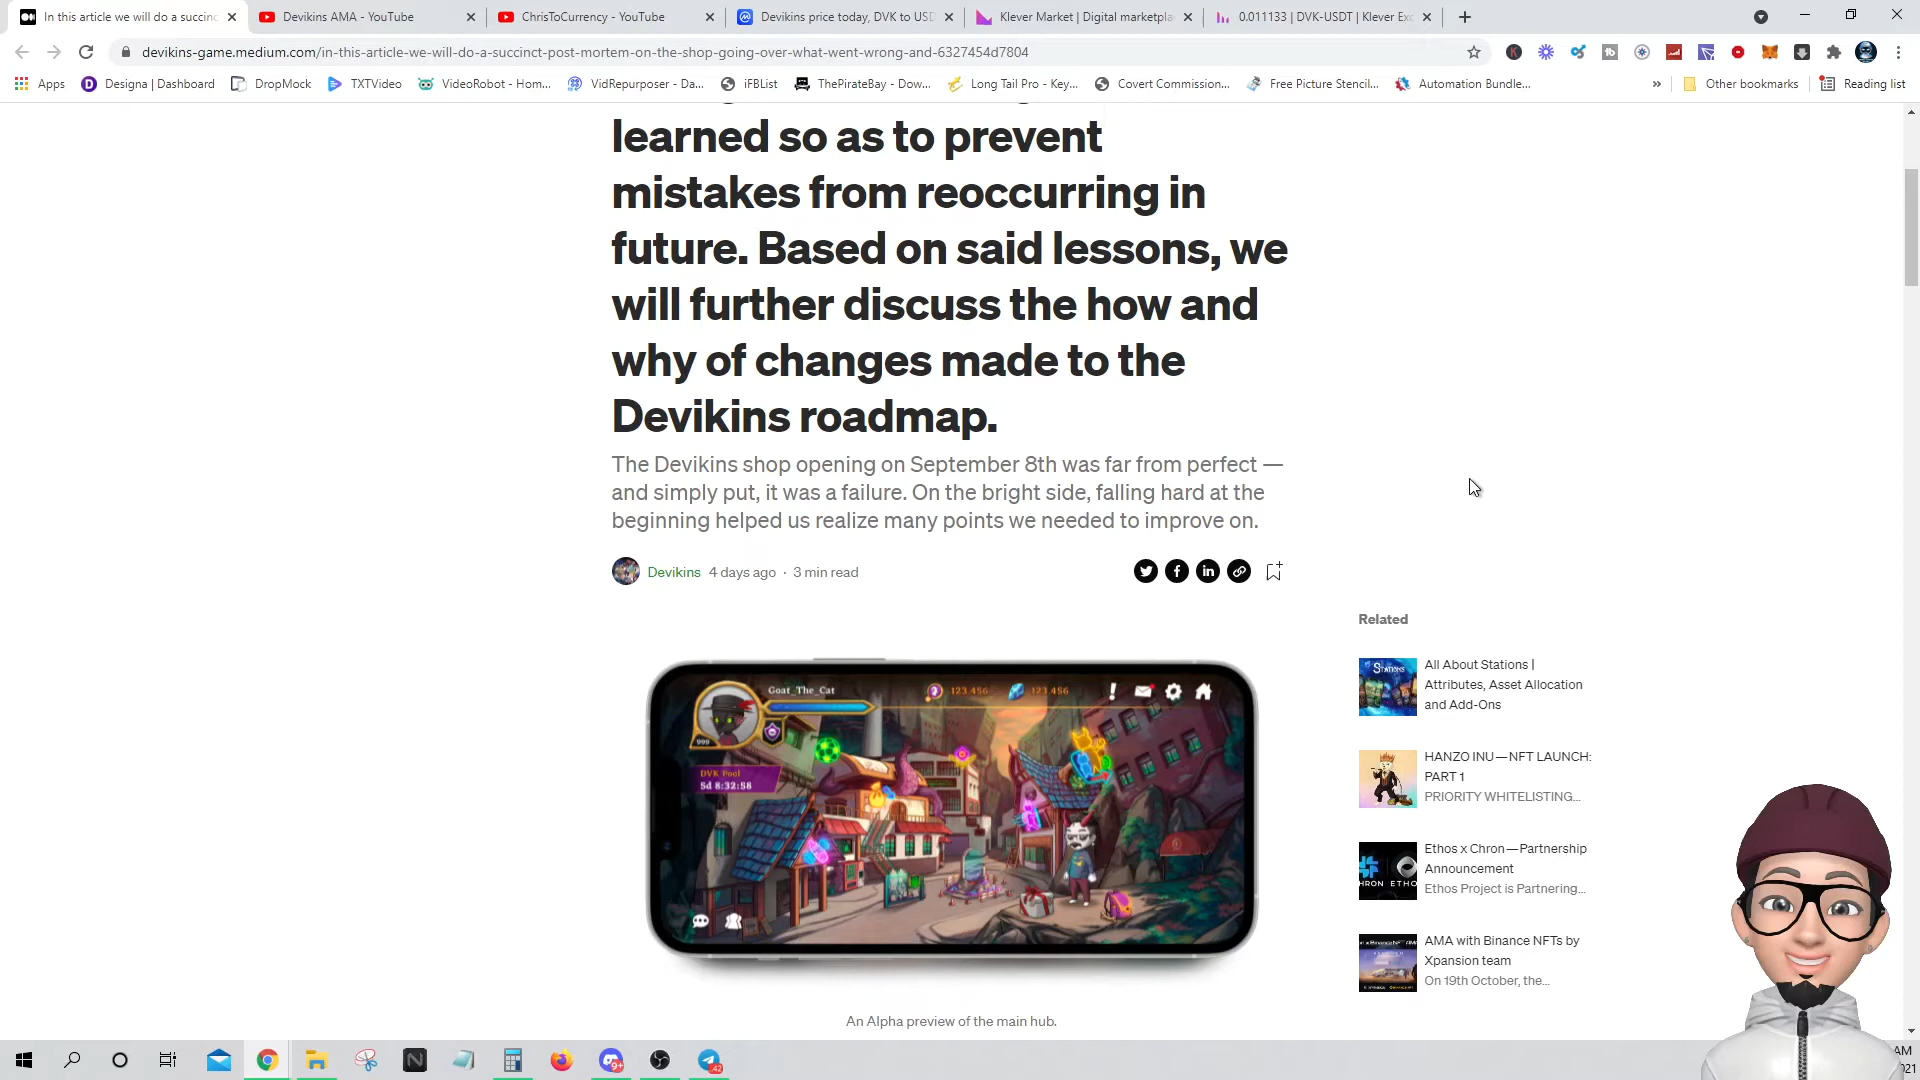 In this article we will do a succinc
Devikins AMA - YouTube
ChrisToCurrency - YouTube
Devikins price today, DVK to USD
Klever Market | Digital marketpla
0.011133 | DVK-USDT | Klever Exc
devikins-game.medium.com/in-this-article-we-will-do-a-succinct-post-mortem-on-the-shop-going-over-what-went-wrong-and-6327454d7804
Apps
Designa | Dashboard
DropMock
TXTVideo
VideoRobot - Hom...
VidRepurposer - Da...
iFBList
ThePirateBay - Dow...
Long Tail Pro - Key...
Covert Commission...
Free Picture Stencil...
Automation Bundle...
»
Other bookmarks
Reading list
learned so as to prevent
mistakes from reoccurring in
future. Based on said lessons, we
will further discuss the how and
why of changes made to the
Devikins roadmap.
The Devikins shop opening on September 8th was far from perfect —
and simply put, it was a failure. On the bright side, falling hard at the
beginning helped us realize many points we needed to improve on.
Devikins 4 days ago · 3 min read
Related
Goat_The_Cat
123.456
123.456
999
DVK Pool
5d 8:32:58
STATIONS
All About Stations |
Attributes, Asset Allocation
and Add-Ons
HANZO INU — NFT LAUNCH:
PART 1
PRIORITY WHITELISTING...
HRON ETHO
Ethos x Chron — Partnership
Announcement
Ethos Project is Partnering...
AMA with Binance NFTs by
Xpansion team
On 19th October, the...
An Alpha preview of the main hub.
9+
42
AM
021